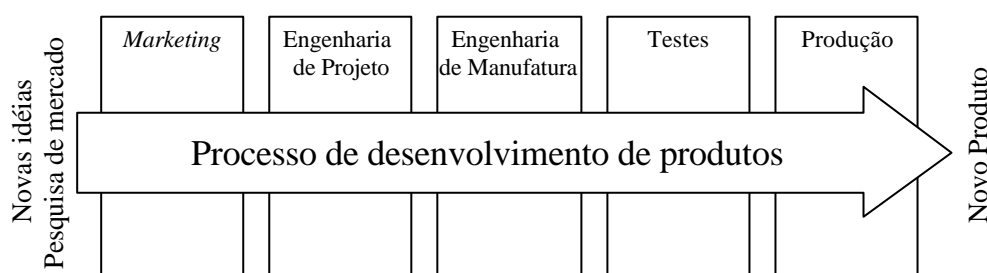 Novas idéias
Pesquisa de mercado
Marketing
Engenharia
de Projeto
Engenharia
de Manufatura
Testes
Produção
Processo de desenvolvimento de produtos
Novo Produto